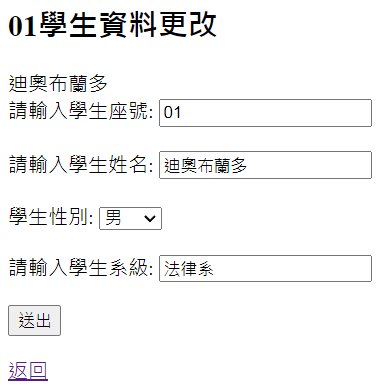 01學生資料更改
迪奧布蘭多
請輸入學生座號: 01
請輸入學生姓名: 迪奧布蘭多
學生性別: 男
請輸入學生系級: 法律系
送出
返回